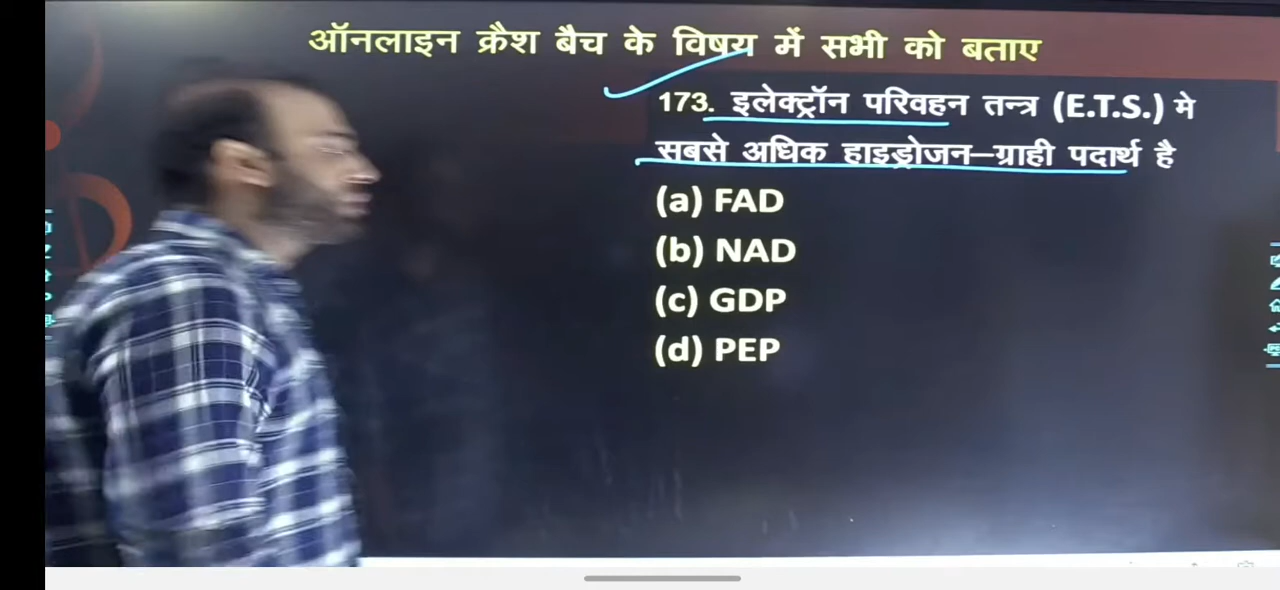 ऑनलाइन क्रैश बैच के विषय में सभी को बताए
173. इलेक्ट्रॉन परिवहन तन्त्र (E.T.S.) मे
सबसे अधिक हाइड्रोजन–ग्राही पदार्थ है
(a) FAD
(b) NAD
(c) GDP
(d) PEP